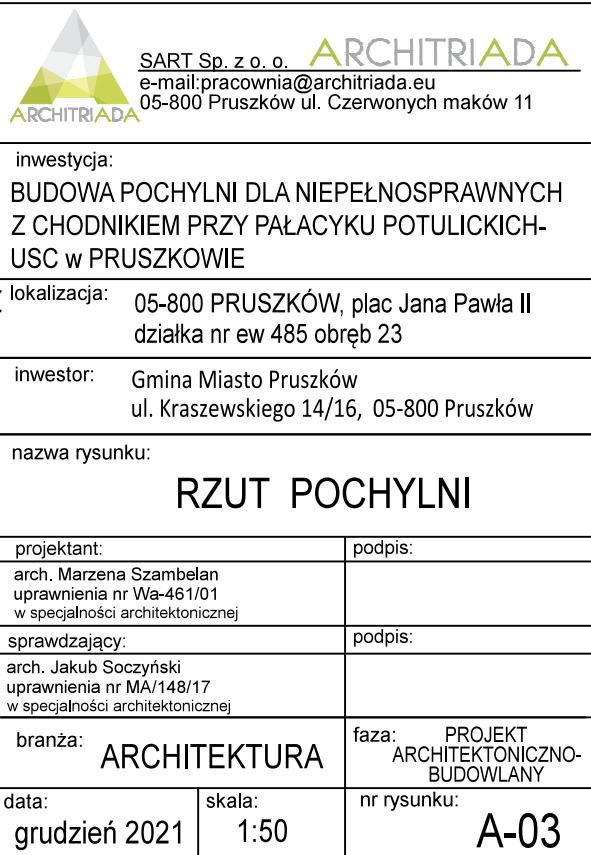 ARCHITRIADA
SART Sp. z o. o. ARCHITRIADA
e-mail:pracownia@architriada.eu
05-800 Pruszków ul. Czerwonych maków 11
inwestycja:
BUDOWA POCHYLNI DLA NIEPEŁNOSPRAWNYCH
Z CHODNIKIEM PRZY PAŁACYKU POTULICKICH-
USC w PRUSZKOWIE
lokalizacja:
05-800 PRUSZKÓW, plac Jana Pawła II
działka nr ew 485 obręb 23
inwestor:
Gmina Miasto Pruszków
ul. Kraszewskiego 14/16, 05-800 Pruszków
nazwa rysunku:
RZUT POCHYLNI
projektant:
podpis:
arch. Marzena Szambelan
uprawnienia nr Wa-461/01
w specjalności architektonicznej
sprawdzający:
podpis:
arch. Jakub Soczyński
uprawnienia nr MA/148/17
w specjalności architektonicznej
branża:
ARCHITEKTURA
faza:
PROJEKT
ARCHITEKTONICZNO-
BUDOWLANY
data:
grudzień 2021
skala:
1:50
nr rysunku:
A-03